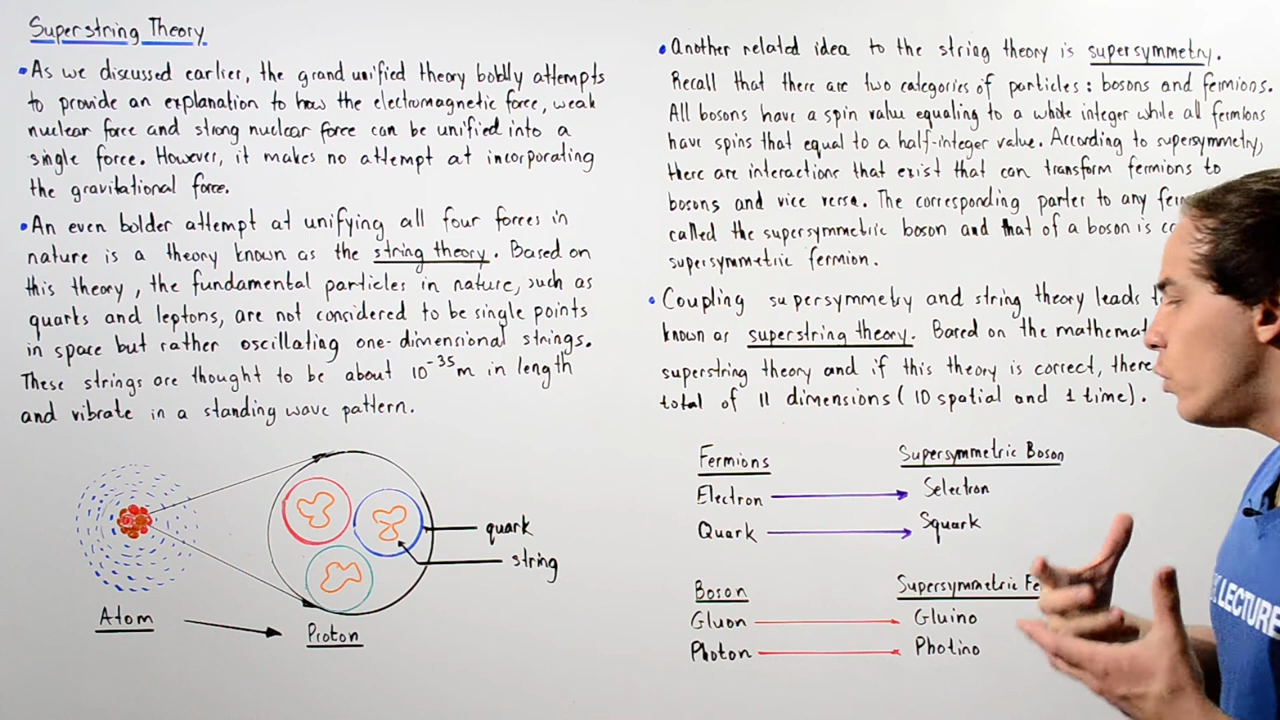 Superstring Theory
• As we discussed earlier, the grand unified theory boldly attempts
to provide an explanation to how the electromagnetic force, weak
nuclear force and strong nuclear force can be unified into a
single force. However, it makes no attempt at incorporating
the gravitational force.
• An even bolder attempt at unifying all four forces in
nature is a theory known as the string theory. Based on
this theory, the fundamental particles in nature, such as
quarks and leptons, are not considered to be single points
in space but rather oscillating one-dimensional strings.
These strings are thought to be about 10⁻³⁵m in length
and vibrate in a standing wave pattern.
quark
string
Atom
Proton
• Another related idea to the string theory is supersymmetry.
Recall that there are two categories of particles: bosons and fermions.
All bosons have a spin value equaling to a whole integer while all fermions
have spins that equal to a half-integer value. According to supersymmetry,
there are interactions that exist that can transform fermions to
bosons and vice versa. The corresponding parter to any
called the supersymmetric boson and that of a boson is
supersymmetric fermion.
• Coupling supersymmetry and string theory leads
known as superstring theory. Based on the
superstring theory and if this theory is correct, there
total of 11 dimensions (10 spatial and 1 time).
Fermions Supersymmetric Boson
Electron Selectron
Quark Squark
Boson Supersymmetric
Gluon Gluino
Photon Photino
LECTURE